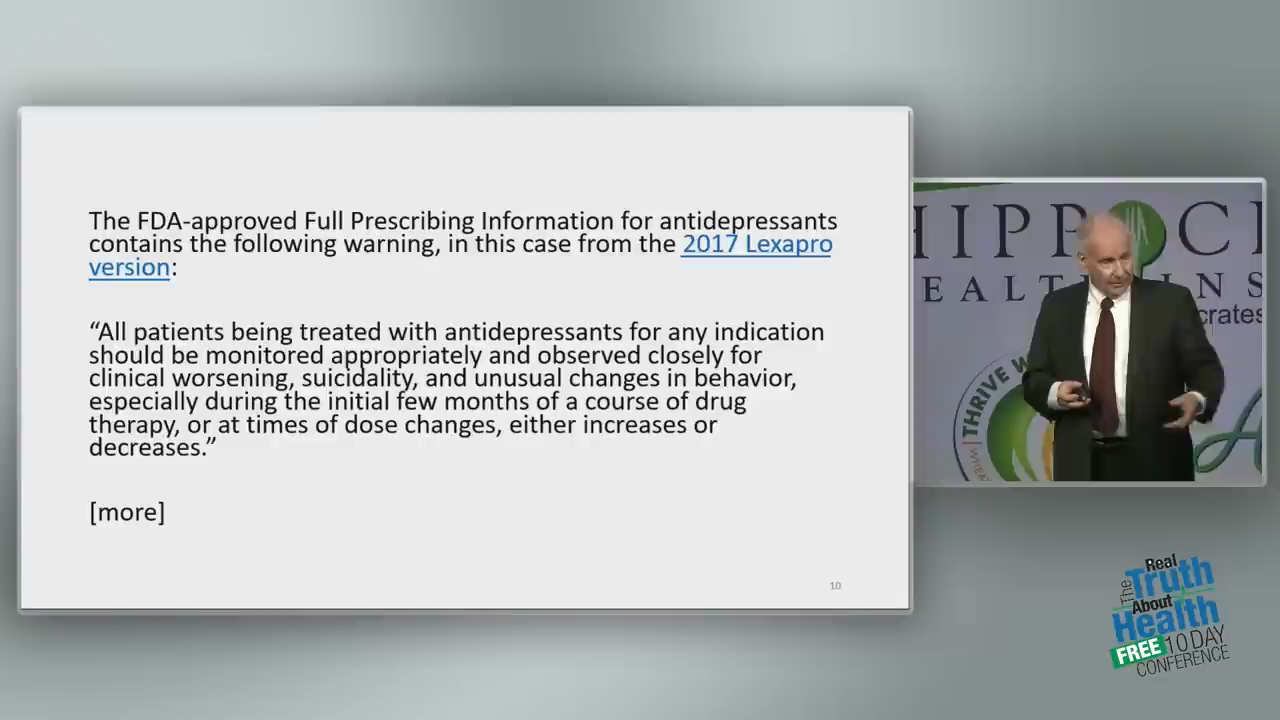 The FDA-approved Full Prescribing Information for antidepressants
contains the following warning, in this case from the 2017 Lexapro
version:
“All patients being treated with antidepressants for any indication
should be monitored appropriately and observed closely for
clinical worsening, suicidality, and unusual changes in behavior,
especially during the initial few months of a course of drug
therapy, or at times of dose changes, either increases or
decreases.”
[more]
10
HIPPOC
EALT
INS
crates
THRIVE
The Real
Truth
About
Health
FREE 10 DAY
CONFERENCE